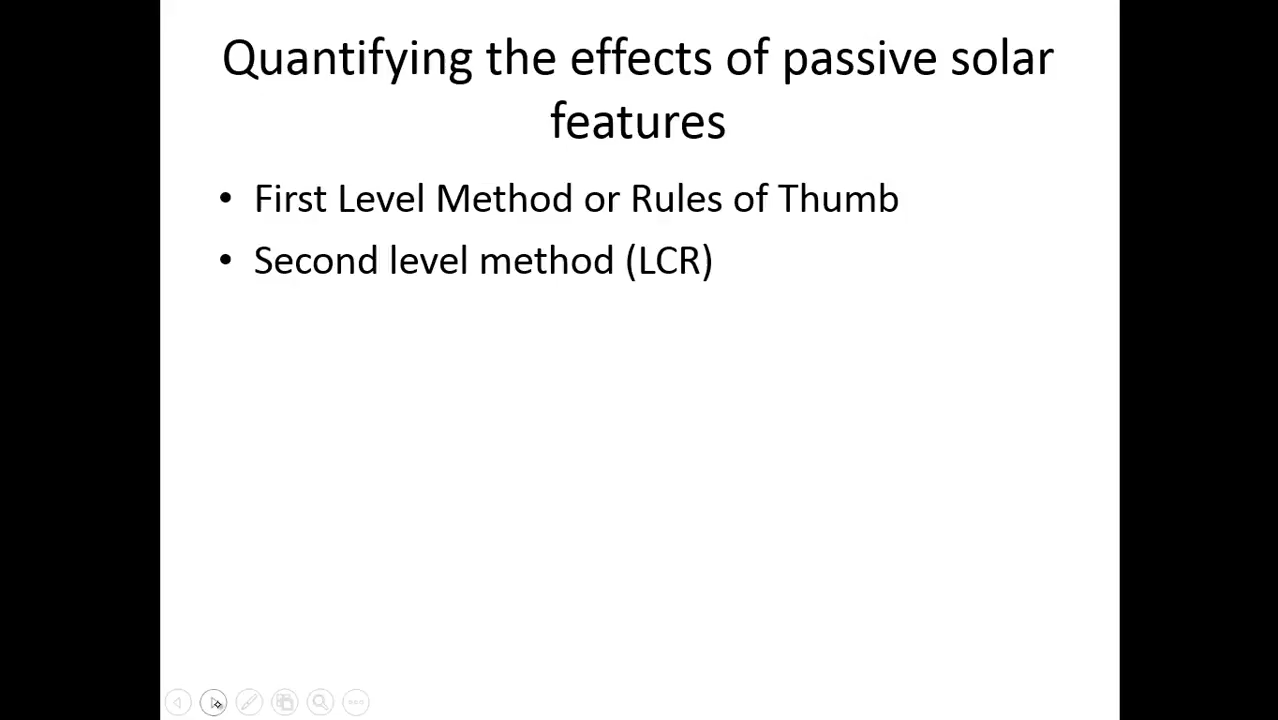 Quantifying the effects of passive solar
features
• First Level Method or Rules of Thumb
• Second level method (LCR)